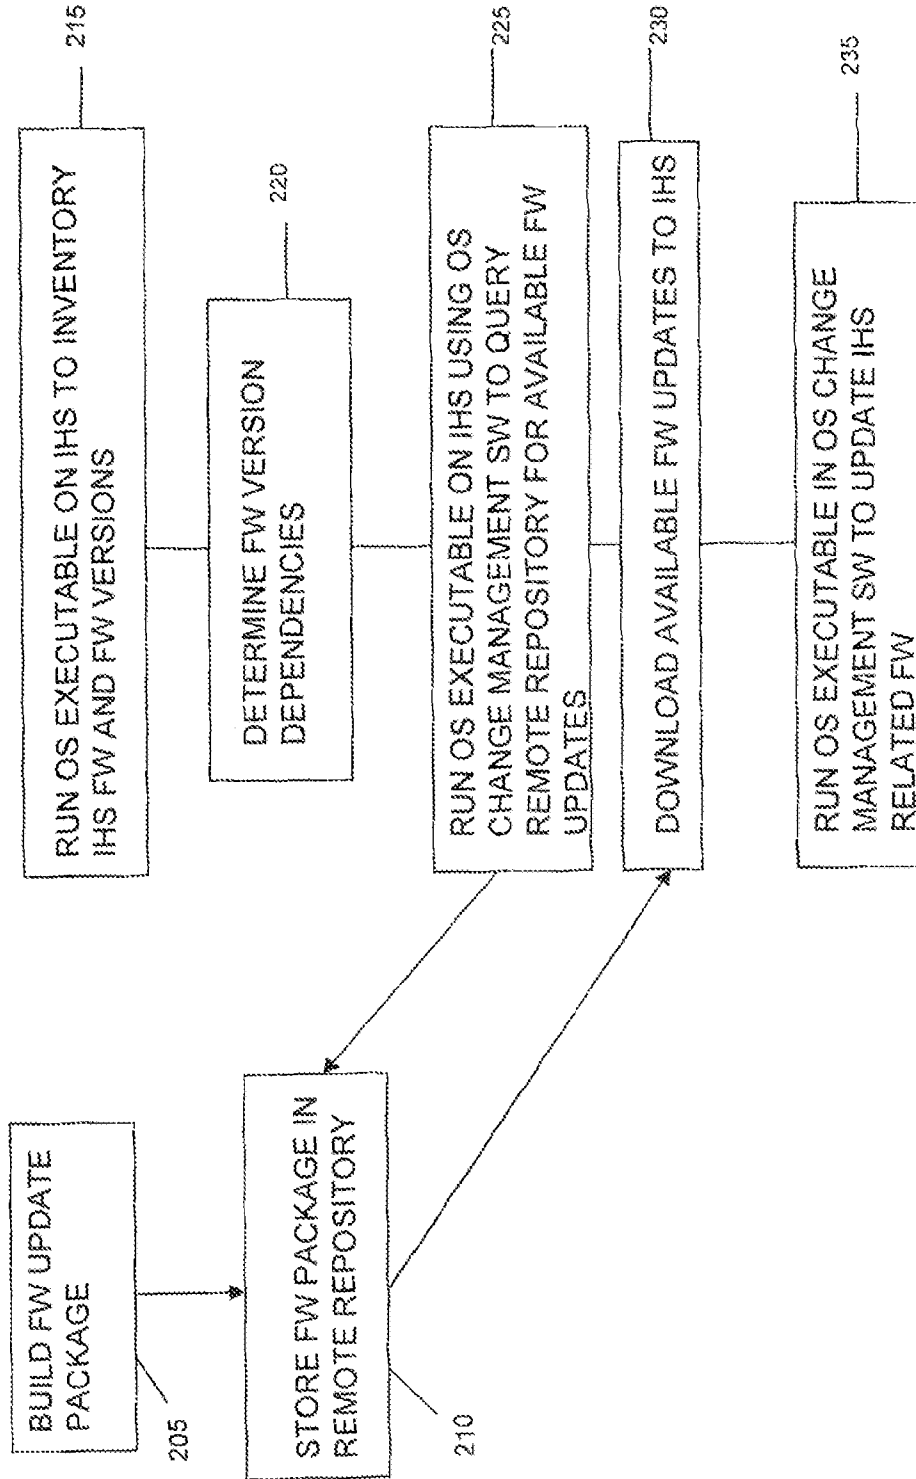 BUILD FW UPDATE
PACKAGE
205
STORE FW PACKAGE IN
REMOTE REPOSITORY
210
RUN OS EXECUTABLE ON IHS TO INVENTORY
IHS FW AND FW VERSIONS
215
DETERMINE FW VERSION
DEPENDENCIES
220
RUN OS EXECUTABLE ON IHS USING OS
CHANGE MANAGEMENT SW TO QUERY
REMOTE REPOSITORY FOR AVAILABLE FW
UPDATES
225
DOWNLOAD AVAILABLE FW UPDATES TO IHS
230
RUN OS EXECUTABLE IN OS CHANGE
MANAGEMENT SW TO UPDATE IHS
RELATED FW
235